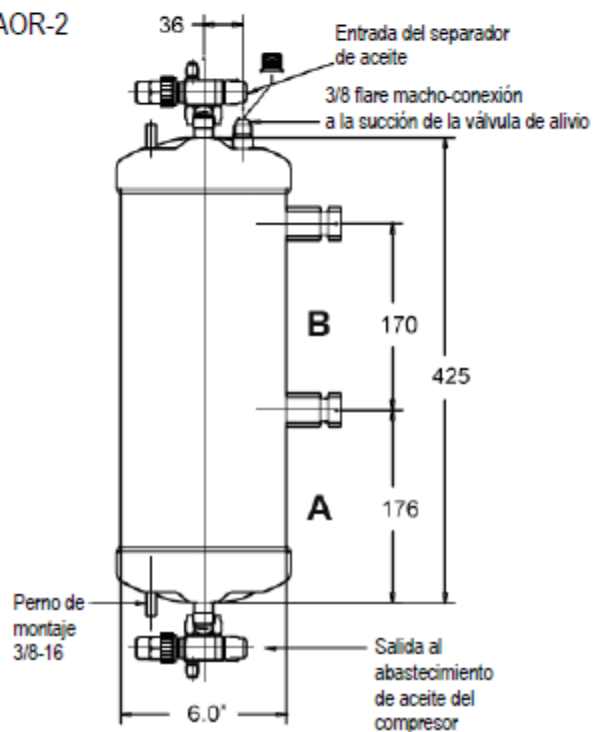 AOR-2
36
Entrada del separador
de aceite
3/8 flare macho-conexión
a la succión de la válvula de alivio
B
170
425
A
176
Perno de
montaje
3/8-16
Salida al
abastecimiento
de aceite del
compresor
6.0"